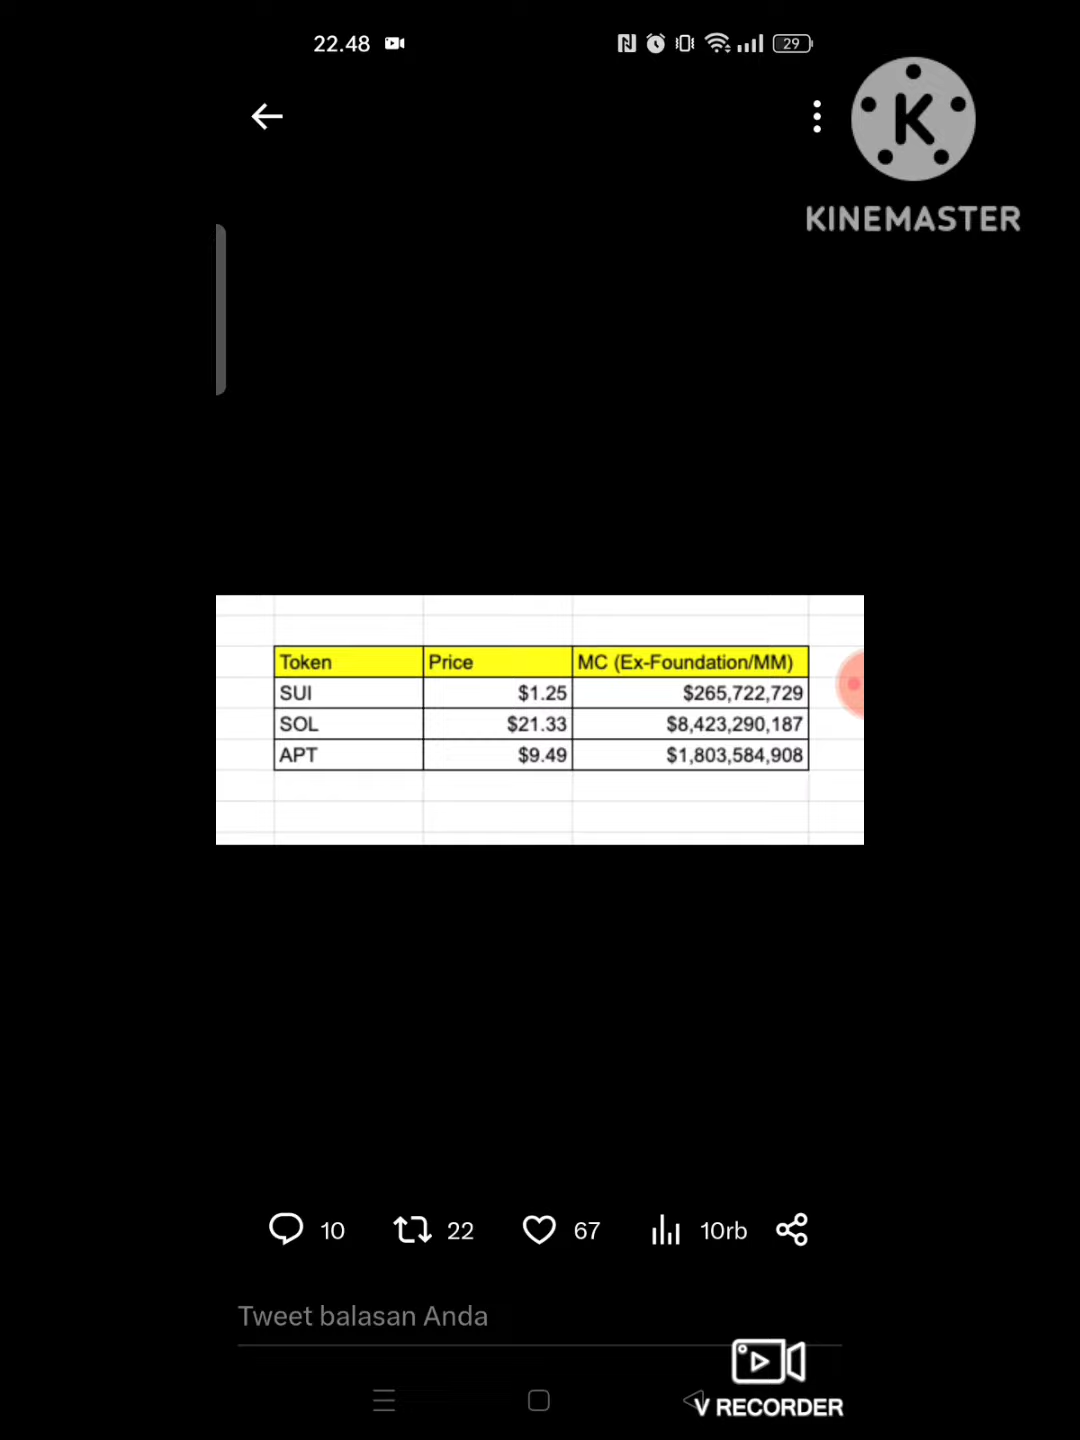 22.48
29
K
KINEMASTER
Token Price MC (Ex-Foundation/MM)
SUI $1.25 $265,722,729
SOL $21.33 $8,423,290,187
APT $9.49 $1,803,584,908
10 22 67 10rb
Tweet balasan Anda
V RECORDER